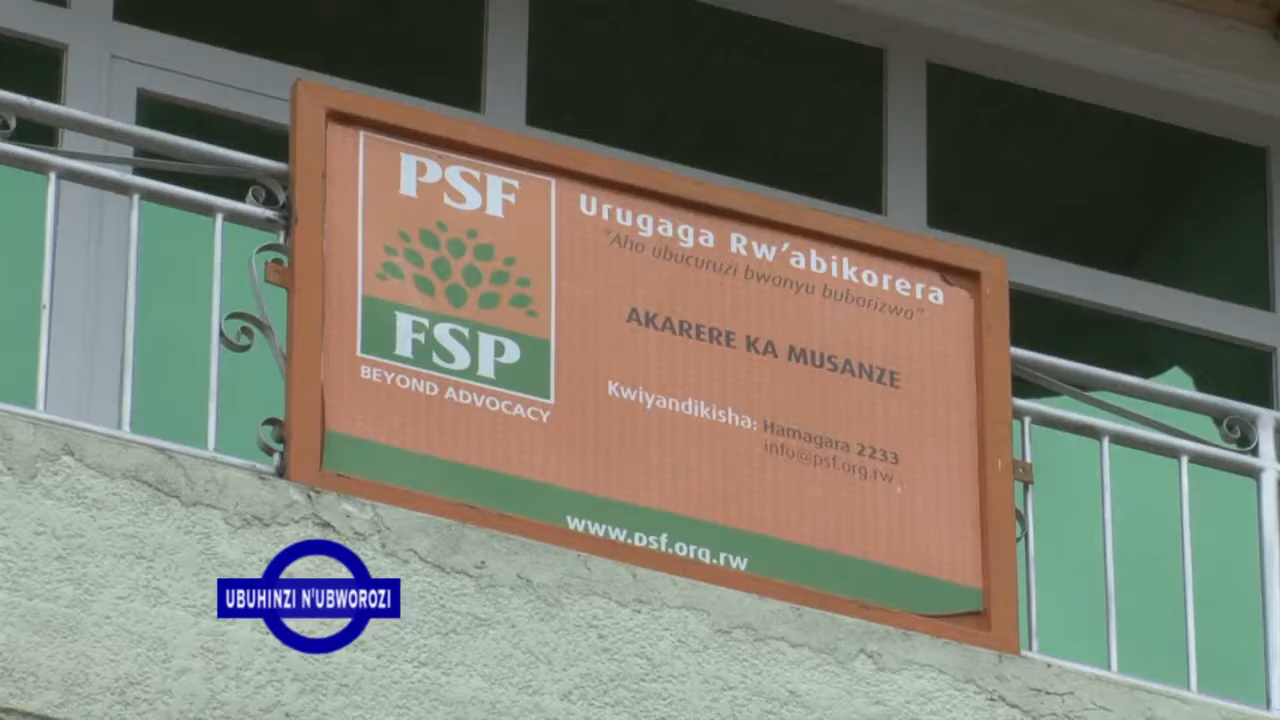 PSF
FSP
BEYOND ADVOCACY
Urugaga Rw'abikorera
"Aho ubucuruzi bwanyu bubarizwa"
AKARERE KA MUSANZE
Kwiyandikisha: Hamagara 2233
info@psf.org.rw
www.psf.org.rw
UBUHINZI N'UBWOROZI